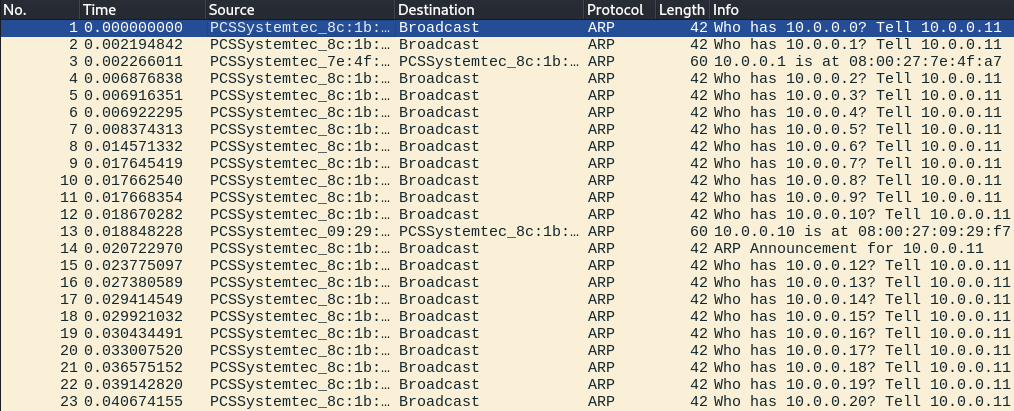 No. Time Source Destination Protocol Length Info
1 0.000000000 PCSSystemtec_8c:1b:… Broadcast ARP 42 Who has 10.0.0.0? Tell 10.0.0.11
2 0.002194842 PCSSystemtec_8c:1b:… Broadcast ARP 42 Who has 10.0.0.1? Tell 10.0.0.11
3 0.002266011 PCSSystemtec_7e:4f:… PCSSystemtec_8c:1b:… ARP 60 10.0.0.1 is at 08:00:27:7e:4f:a7
4 0.006876838 PCSSystemtec_8c:1b:… Broadcast ARP 42 Who has 10.0.0.2? Tell 10.0.0.11
5 0.006916351 PCSSystemtec_8c:1b:… Broadcast ARP 42 Who has 10.0.0.3? Tell 10.0.0.11
6 0.006922295 PCSSystemtec_8c:1b:… Broadcast ARP 42 Who has 10.0.0.4? Tell 10.0.0.11
7 0.008374313 PCSSystemtec_8c:1b:… Broadcast ARP 42 Who has 10.0.0.5? Tell 10.0.0.11
8 0.014571332 PCSSystemtec_8c:1b:… Broadcast ARP 42 Who has 10.0.0.6? Tell 10.0.0.11
9 0.017645419 PCSSystemtec_8c:1b:… Broadcast ARP 42 Who has 10.0.0.7? Tell 10.0.0.11
10 0.017662540 PCSSystemtec_8c:1b:… Broadcast ARP 42 Who has 10.0.0.8? Tell 10.0.0.11
11 0.017668354 PCSSystemtec_8c:1b:… Broadcast ARP 42 Who has 10.0.0.9? Tell 10.0.0.11
12 0.018670282 PCSSystemtec_8c:1b:… Broadcast ARP 42 Who has 10.0.0.10? Tell 10.0.0.11
13 0.018848228 PCSSystemtec_09:29:… PCSSystemtec_8c:1b:… ARP 60 10.0.0.10 is at 08:00:27:09:29:f7
14 0.020722970 PCSSystemtec_8c:1b:… Broadcast ARP 42 ARP Announcement for 10.0.0.11
15 0.023775097 PCSSystemtec_8c:1b:… Broadcast ARP 42 Who has 10.0.0.12? Tell 10.0.0.11
16 0.027380589 PCSSystemtec_8c:1b:… Broadcast ARP 42 Who has 10.0.0.13? Tell 10.0.0.11
17 0.029414549 PCSSystemtec_8c:1b:… Broadcast ARP 42 Who has 10.0.0.14? Tell 10.0.0.11
18 0.029921032 PCSSystemtec_8c:1b:… Broadcast ARP 42 Who has 10.0.0.15? Tell 10.0.0.11
19 0.030434491 PCSSystemtec_8c:1b:… Broadcast ARP 42 Who has 10.0.0.16? Tell 10.0.0.11
20 0.033007520 PCSSystemtec_8c:1b:… Broadcast ARP 42 Who has 10.0.0.17? Tell 10.0.0.11
21 0.036575152 PCSSystemtec_8c:1b:… Broadcast ARP 42 Who has 10.0.0.18? Tell 10.0.0.11
22 0.039142820 PCSSystemtec_8c:1b:… Broadcast ARP 42 Who has 10.0.0.19? Tell 10.0.0.11
23 0.040674155 PCSSystemtec_8c:1b:… Broadcast ARP 42 Who has 10.0.0.20? Tell 10.0.0.11